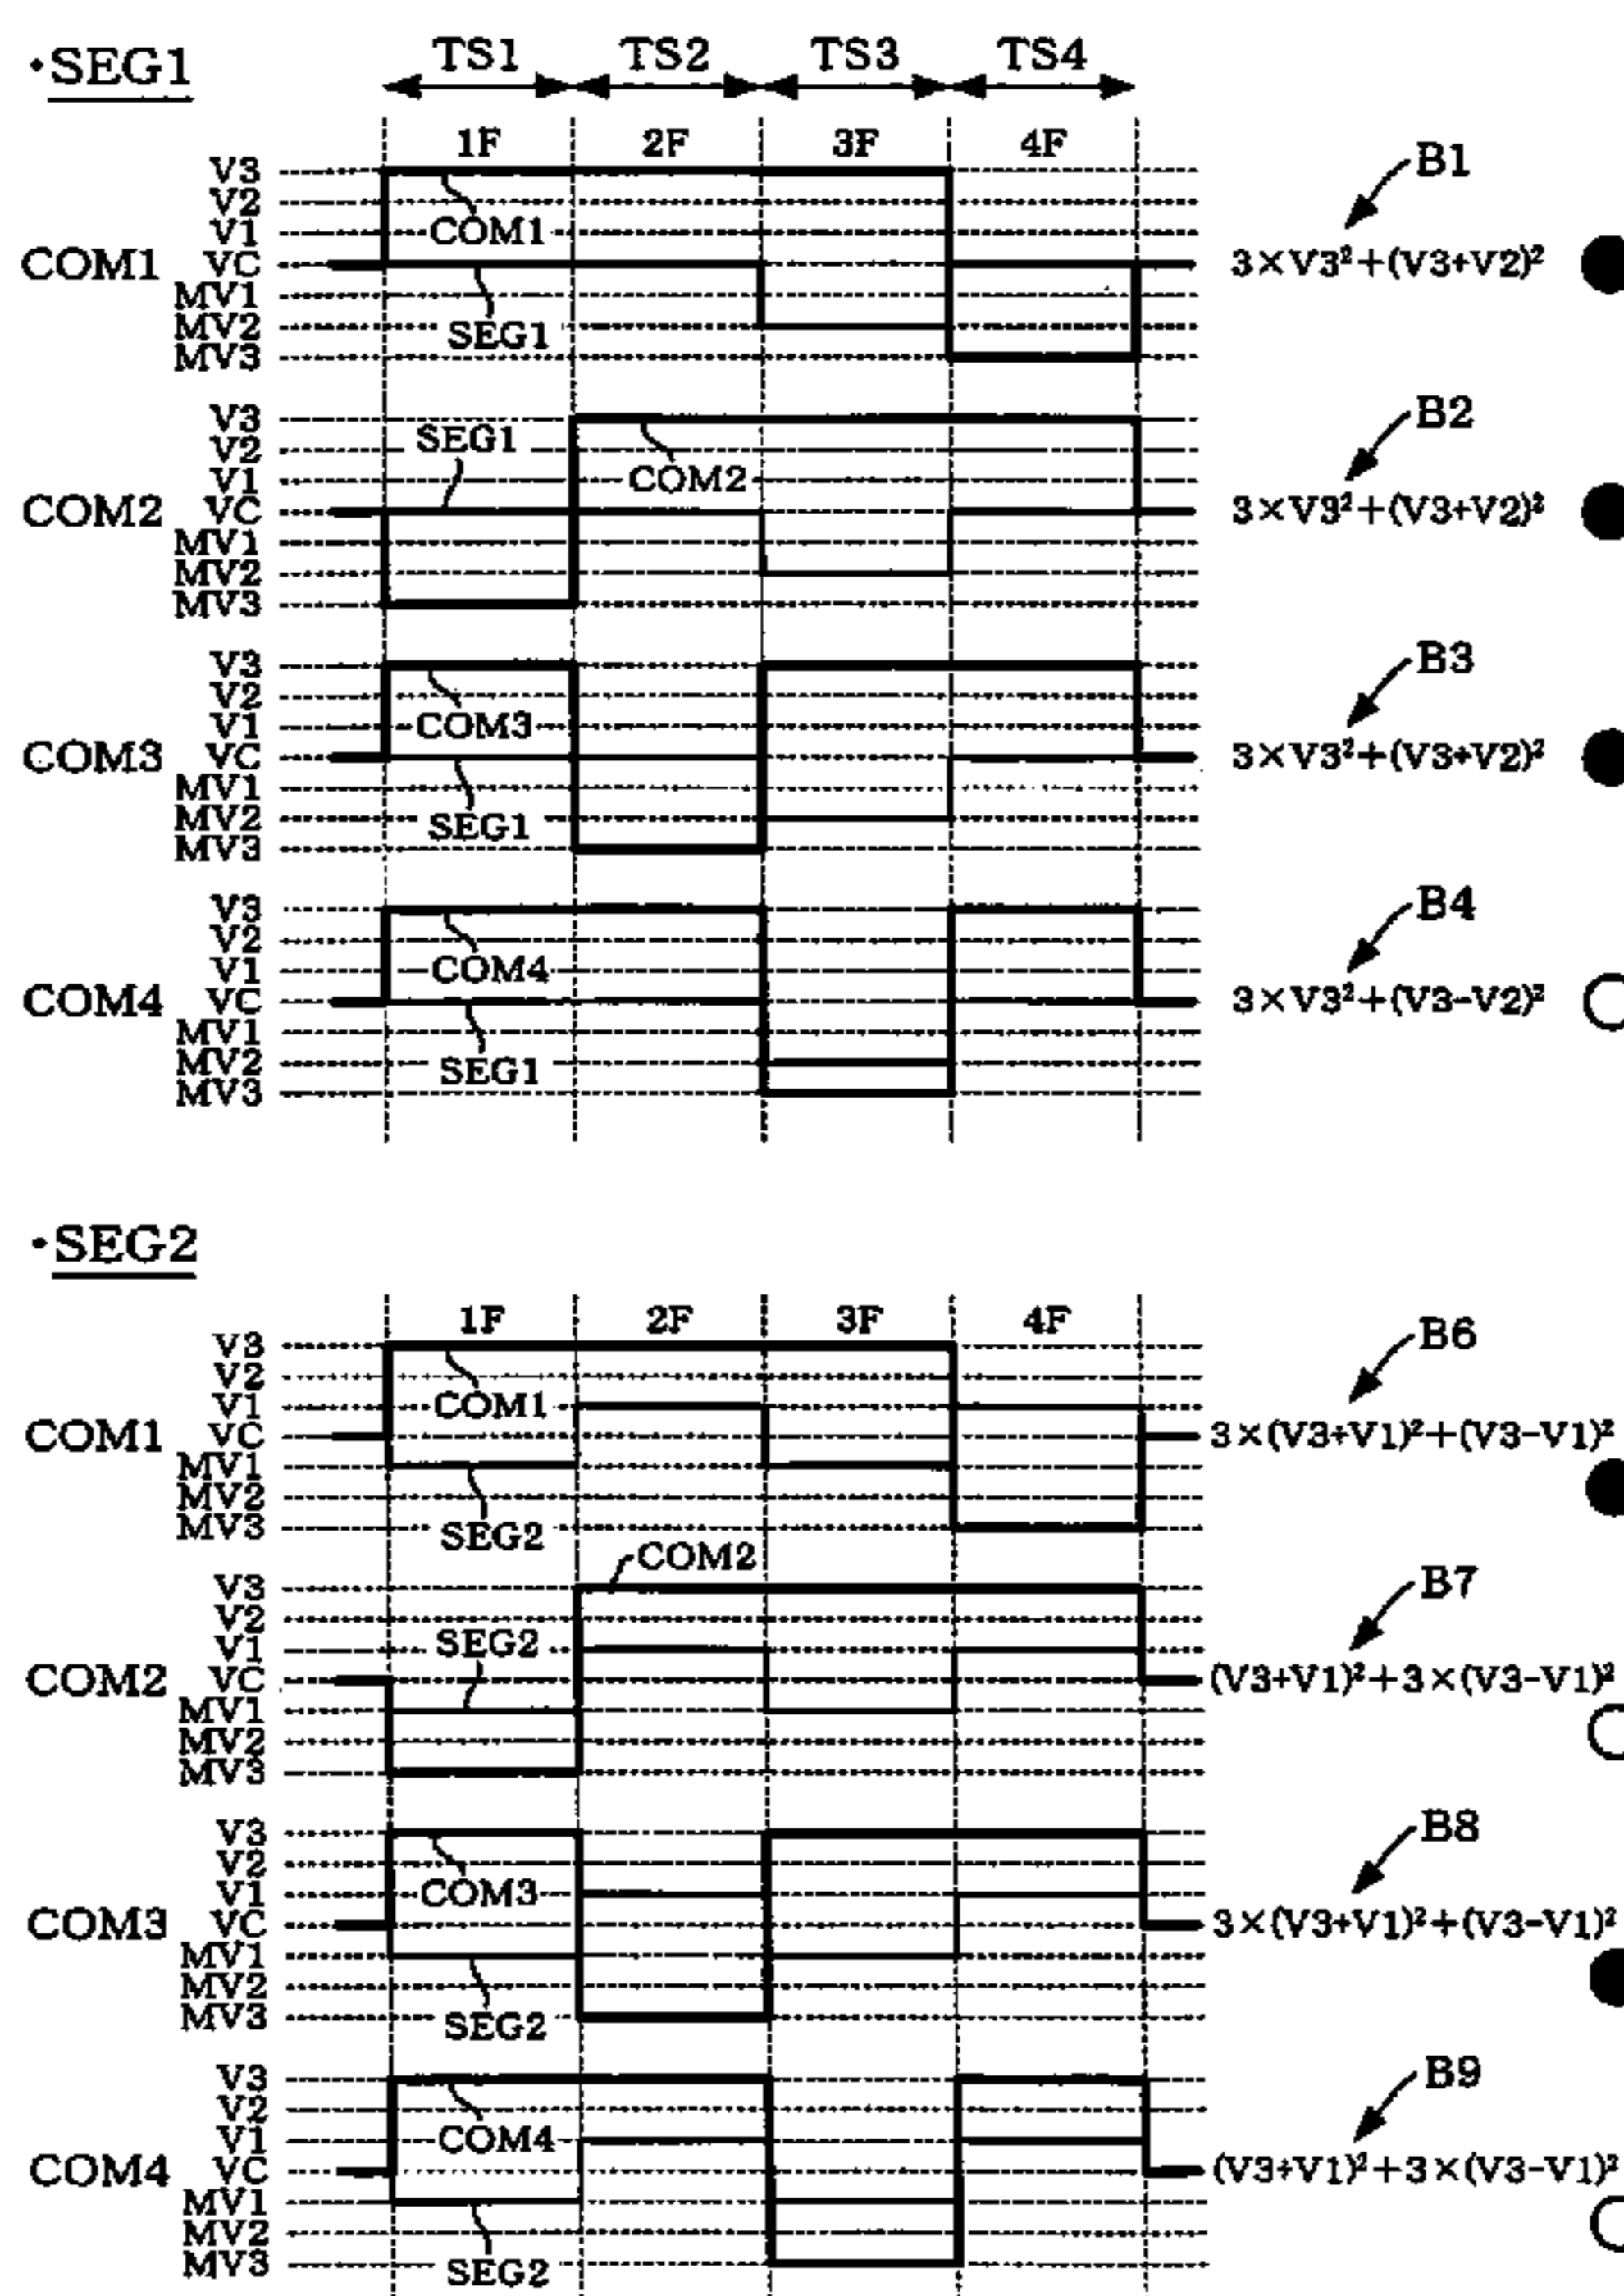 ·SEG1
TS1 TS2 TS3 TS4
1F 2F 3F 4F
COM1
V3
V2
V1
VC
MV1
MV2
MV3
COM1
SEG1
B1
3×V3²+(V3+V2)²
COM2
V3
V2
V1
VC
MV1
MV2
MV3
SEG1
COM2
B2
3×V3²+(V3+V2)²
COM3
V3
V2
V1
VC
MV1
MV2
MV3
COM3
SEG1
B3
3×V3²+(V3+V2)²
COM4
V3
V2
V1
VC
MV1
MV2
MV3
COM4
SEG1
B4
3×V3²+(V3-V2)²
·SEG2
1F 2F 3F 4F
COM1
V3
V2
V1
VC
MV1
MV2
MV3
COM1
SEG2
B6
3×(V3+V1)²+(V3-V1)²
COM2
V3
V2
V1
VC
MV1
MV2
MV3
COM2
SEG2
B7
(V3+V1)²+3×(V3-V1)²
COM3
V3
V2
V1
VC
MV1
MV2
MV3
COM3
SEG2
B8
3×(V3+V1)²+(V3-V1)²
COM4
V3
V2
V1
VC
MV1
MV2
MV3
COM4
SEG2
B9
(V3+V1)²+3×(V3-V1)²